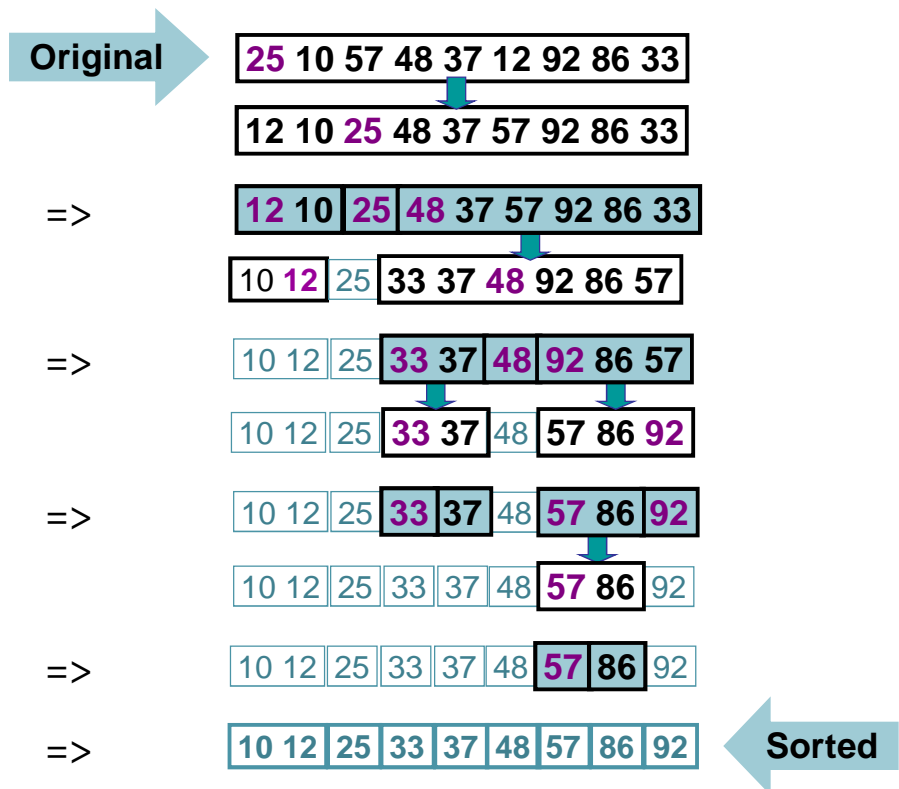 Original 25 10 57 48 37 12 92 86 33
12 10 25 48 37 57 92 86 33
=> 12 10 25 48 37 57 92 86 33
10 12 25 33 37 48 92 86 57
=> 10 12 25 33 37 48 92 86 57
10 12 25 33 37 48 57 86 92
=> 10 12 25 33 37 48 57 86 92
10 12 25 33 37 48 57 86 92
=> 10 12 25 33 37 48 57 86 92
=> 10 12 25 33 37 48 57 86 92 Sorted